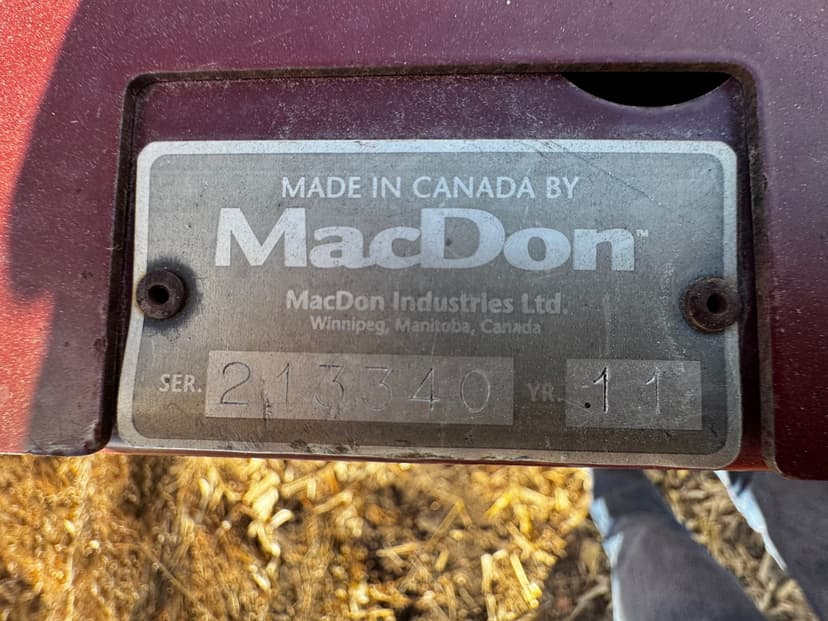 MADE IN CANADA BY
MacDon™
MacDon Industries Ltd.
Winnipeg, Manitoba, Canada
SER. 213340 YR. 11